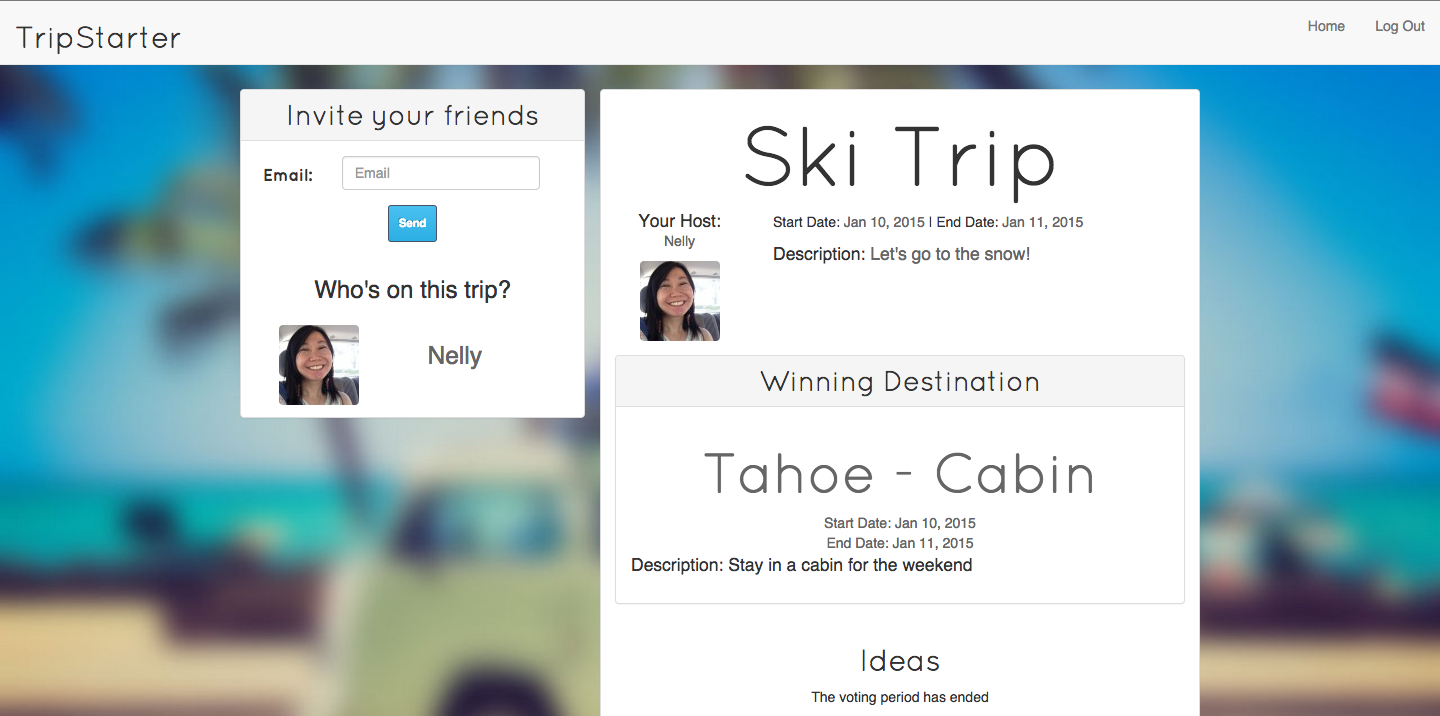 TripStarter
Home
Log Out
Invite your friends
Email:
Email
Send
Who's on this trip?
Nelly
Ski Trip
Your Host:
Nelly
Start Date: Jan 10, 2015 | End Date: Jan 11, 2015
Description: Let's go to the snow!
Winning Destination
Tahoe - Cabin
Start Date: Jan 10, 2015
End Date: Jan 11, 2015
Description: Stay in a cabin for the weekend
Ideas
The voting period has ended